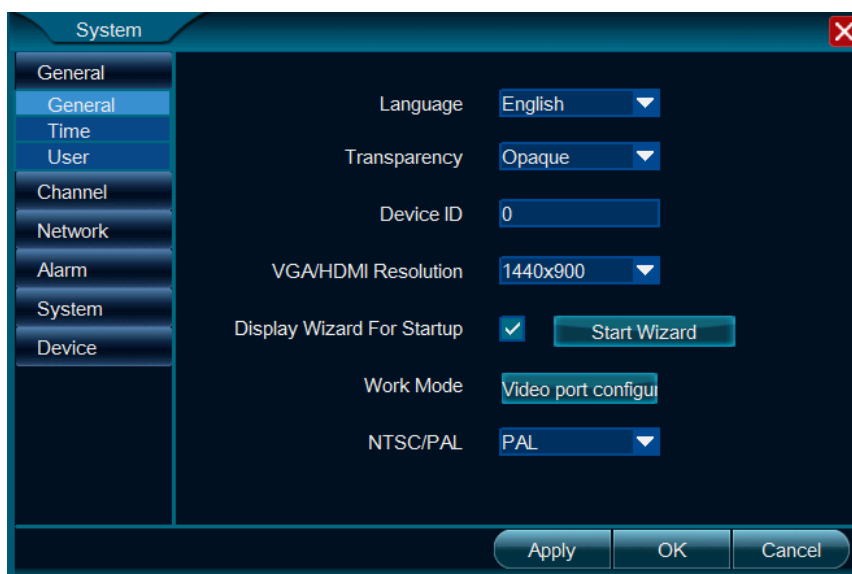 System
General
General
Time
User
Channel
Network
Alarm
System
Device
Language English
Transparency Opaque
Device ID 0
VGA/HDMI Resolution 1440x900
Display Wizard For Startup Start Wizard
Work Mode Video port configur
NTSC/PAL PAL
Apply OK Cancel